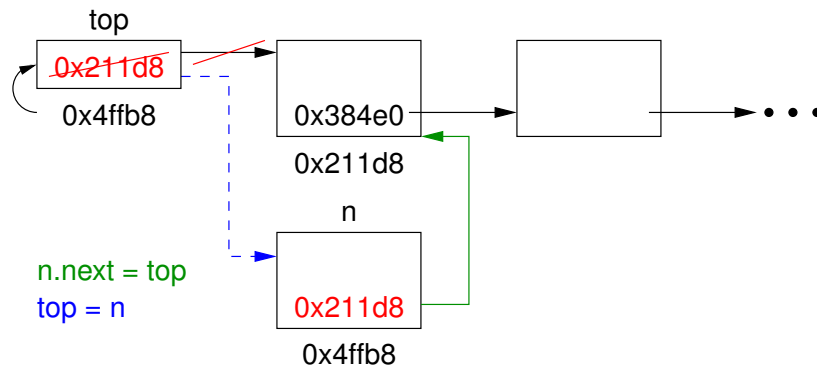 top
0x211d8
0x4ffb8
0x384e0
0x211d8
n
n.next = top
top = n
0x211d8
0x4ffb8